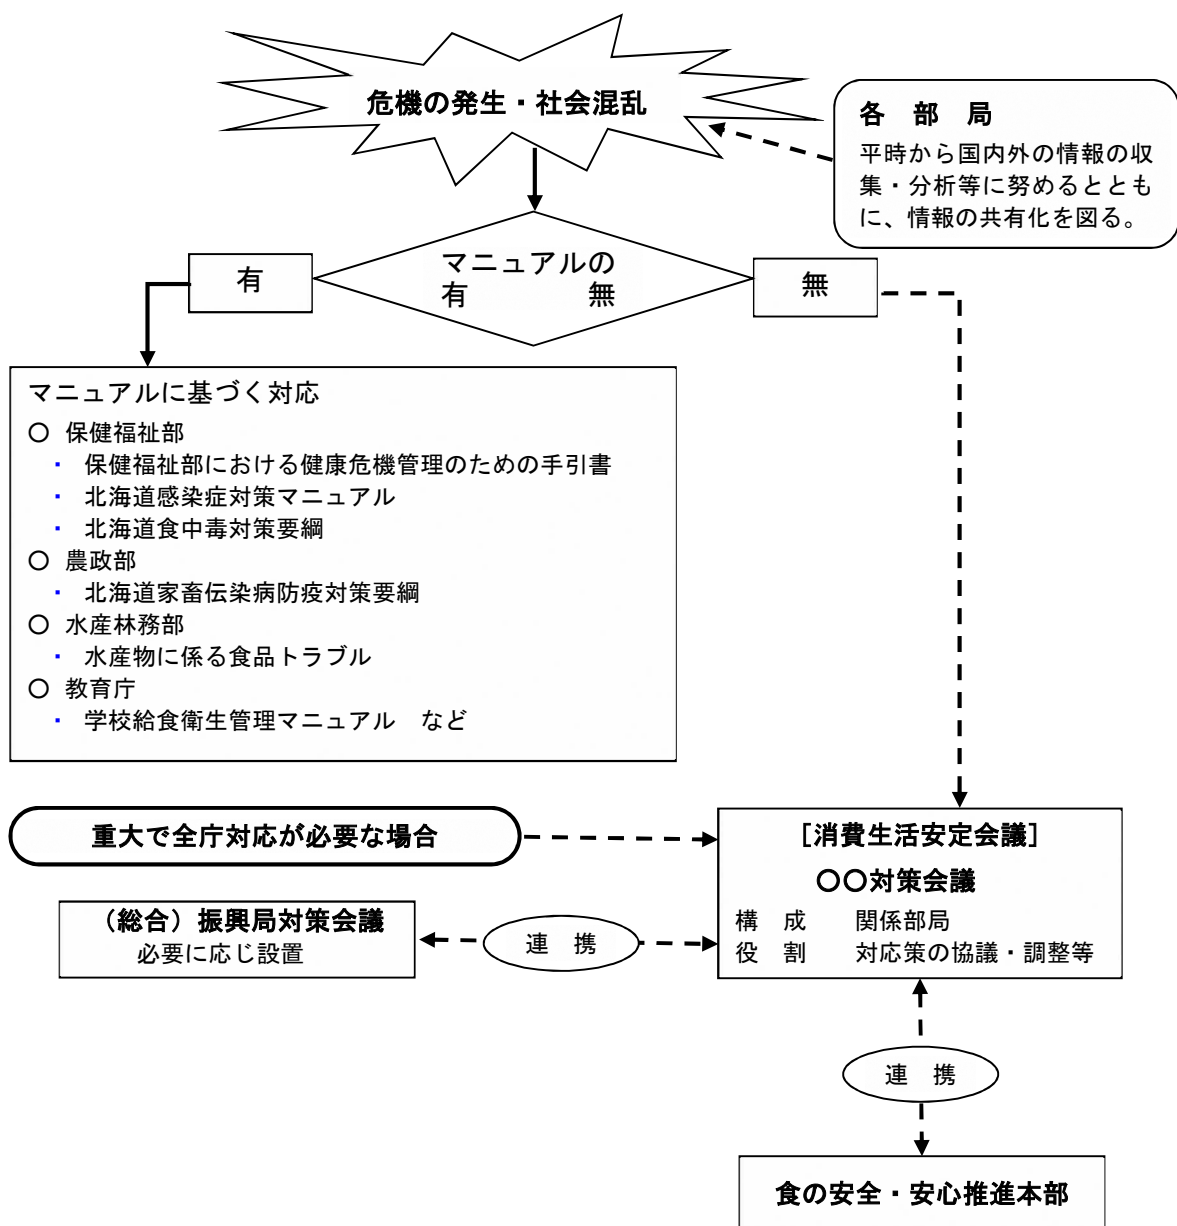 危機の発生・社会混乱
各　部　局
平時から国内外の情報の収
集・分析等に努めるととも
に、情報の共有化を図る。
マニュアルの
有　　　　無
有
無
マニュアルに基づく対応
○ 保健福祉部
・ 保健福祉部における健康危機管理のための手引書
・ 北海道感染症対策マニュアル
・ 北海道食中毒対策要綱
○ 農政部
・ 北海道家畜伝染病防疫対策要綱
○ 水産林務部
・ 水産物に係る食品トラブル
○ 教育庁
・ 学校給食衛生管理マニュアル　など
重大で全庁対応が必要な場合
［消費生活安定会議］
○○対策会議
構　成　　関係部局
役　割　　対応策の協議・調整等
（総合）振興局対策会議
必要に応じ設置
連　携
連　携
食の安全・安心推進本部